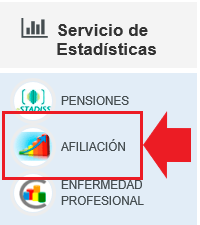 Servicio de
Estadísticas
STADISS
PENSIONES
AFILIACIÓN
ENFERMEDAD
PROFESIONAL